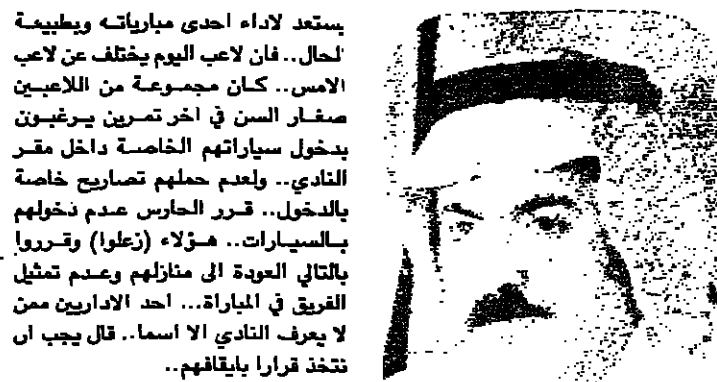 يستعد لاداء احدى مبارياته وبطبيعة
الحال.. فان لاعب اليوم يختلف عن لاعب
الامس.. كان مجموعة من اللاعبين
صغار السن في اخر تمرين يرغبون
بدخول سياراتهم الخاصة داخل مقر
النادي.. ولعدم حملهم تصاريح خاصة
بالدخول.. قرر الحارس عدم دخولهم
بالسيارات.. هؤلاء (زعلوا) وقرروا
بالتالي العودة الى منازلهم وعدم تمثيل
الفريق في المباراة... احد الاداريين ممن
لا يعرف النادي الا اسما.. قال يجب ان
نتخذ قرارا بايقافهم..